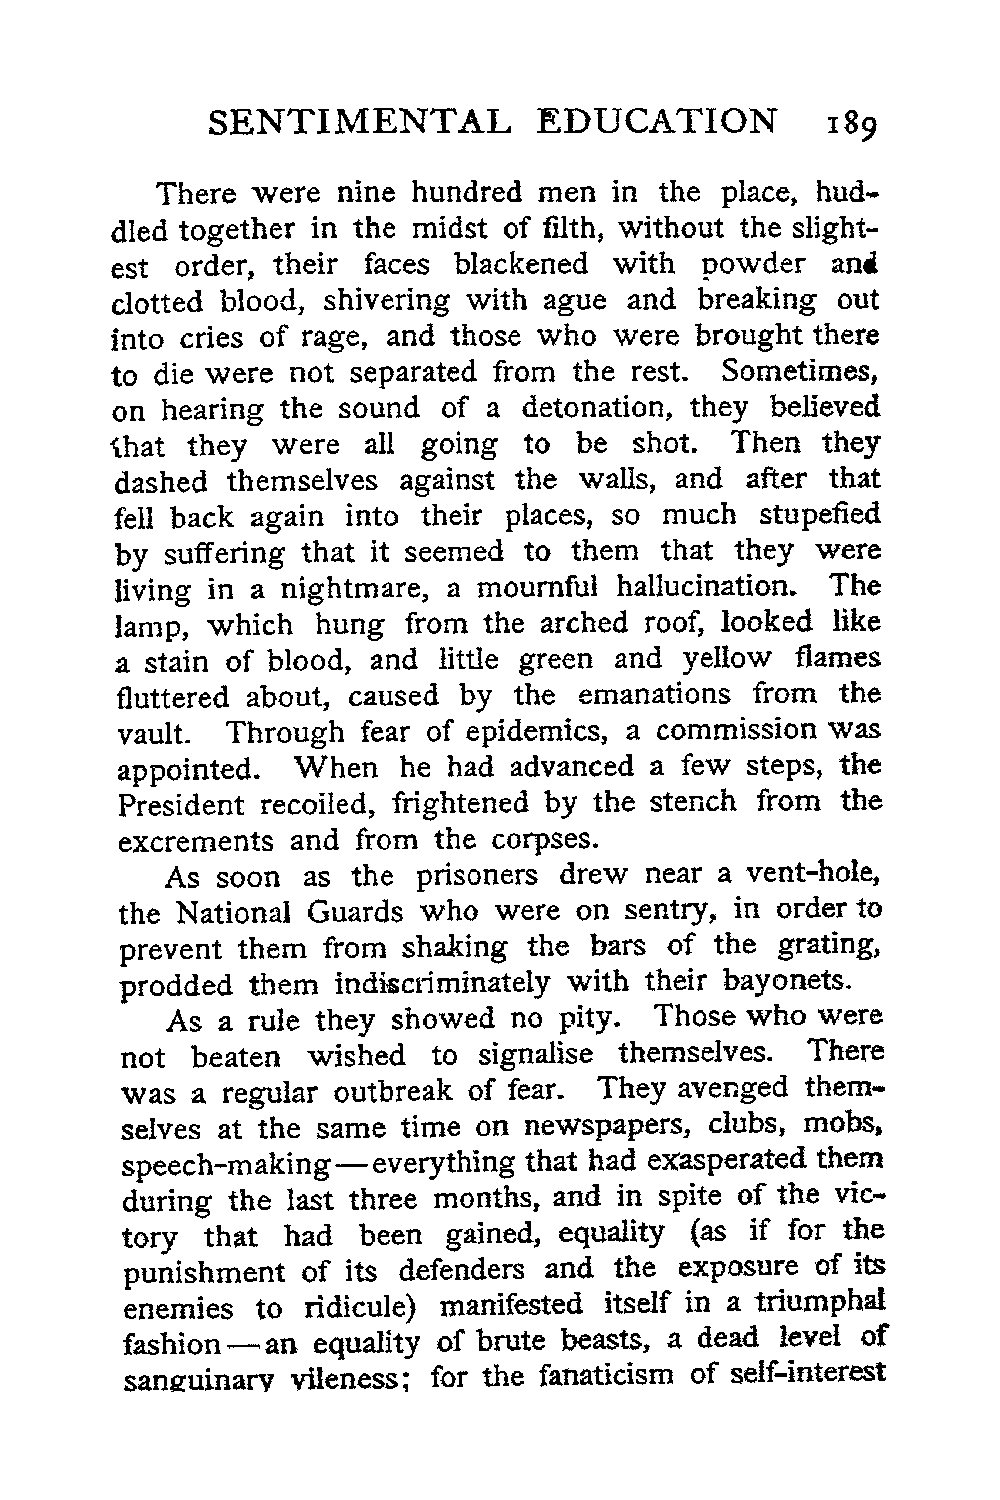 SENTIMENTAL EDUCATION 189
There were nine hundred men in the place, hud-
dled together in the midst of filth, without the slight-
est order, their faces blackened with powder and
clotted blood, shivering with ague and breaking out
into cries of rage, and those who were brought there
to die were not separated from the rest. Sometimes,
on hearing the sound of a detonation, they believed
that they were all going to be shot. Then they
dashed themselves against the walls, and after that
fell back again into their places, so much stupefied
by suffering that it seemed to them that they were
living in a nightmare, a mournful hallucination. The
lamp, which hung from the arched roof, looked like
a stain of blood, and little green and yellow flames
fluttered about, caused by the emanations from the
vault. Through fear of epidemics, a commission was
appointed. When he had advanced a few steps, the
President recoiled, frightened by the stench from the
excrements and from the corpses.
As soon as the prisoners drew near a vent-hole,
the National Guards who were on sentry, in order to
prevent them from shaking the bars of the grating,
prodded them indiscriminately with their bayonets.
As a rule they showed no pity. Those who were
not beaten wished to signalise themselves. There
was a regular outbreak of fear. They avenged them-
selves at the same time on newspapers, clubs, mobs,
speech-making—everything that had exasperated them
during the last three months, and in spite of the vic-
tory that had been gained, equality (as if for the
punishment of its defenders and the exposure of its
enemies to ridicule) manifested itself in a triumphal
fashion—an equality of brute beasts, a dead level of
sanguinary vileness; for the fanaticism of self-interest